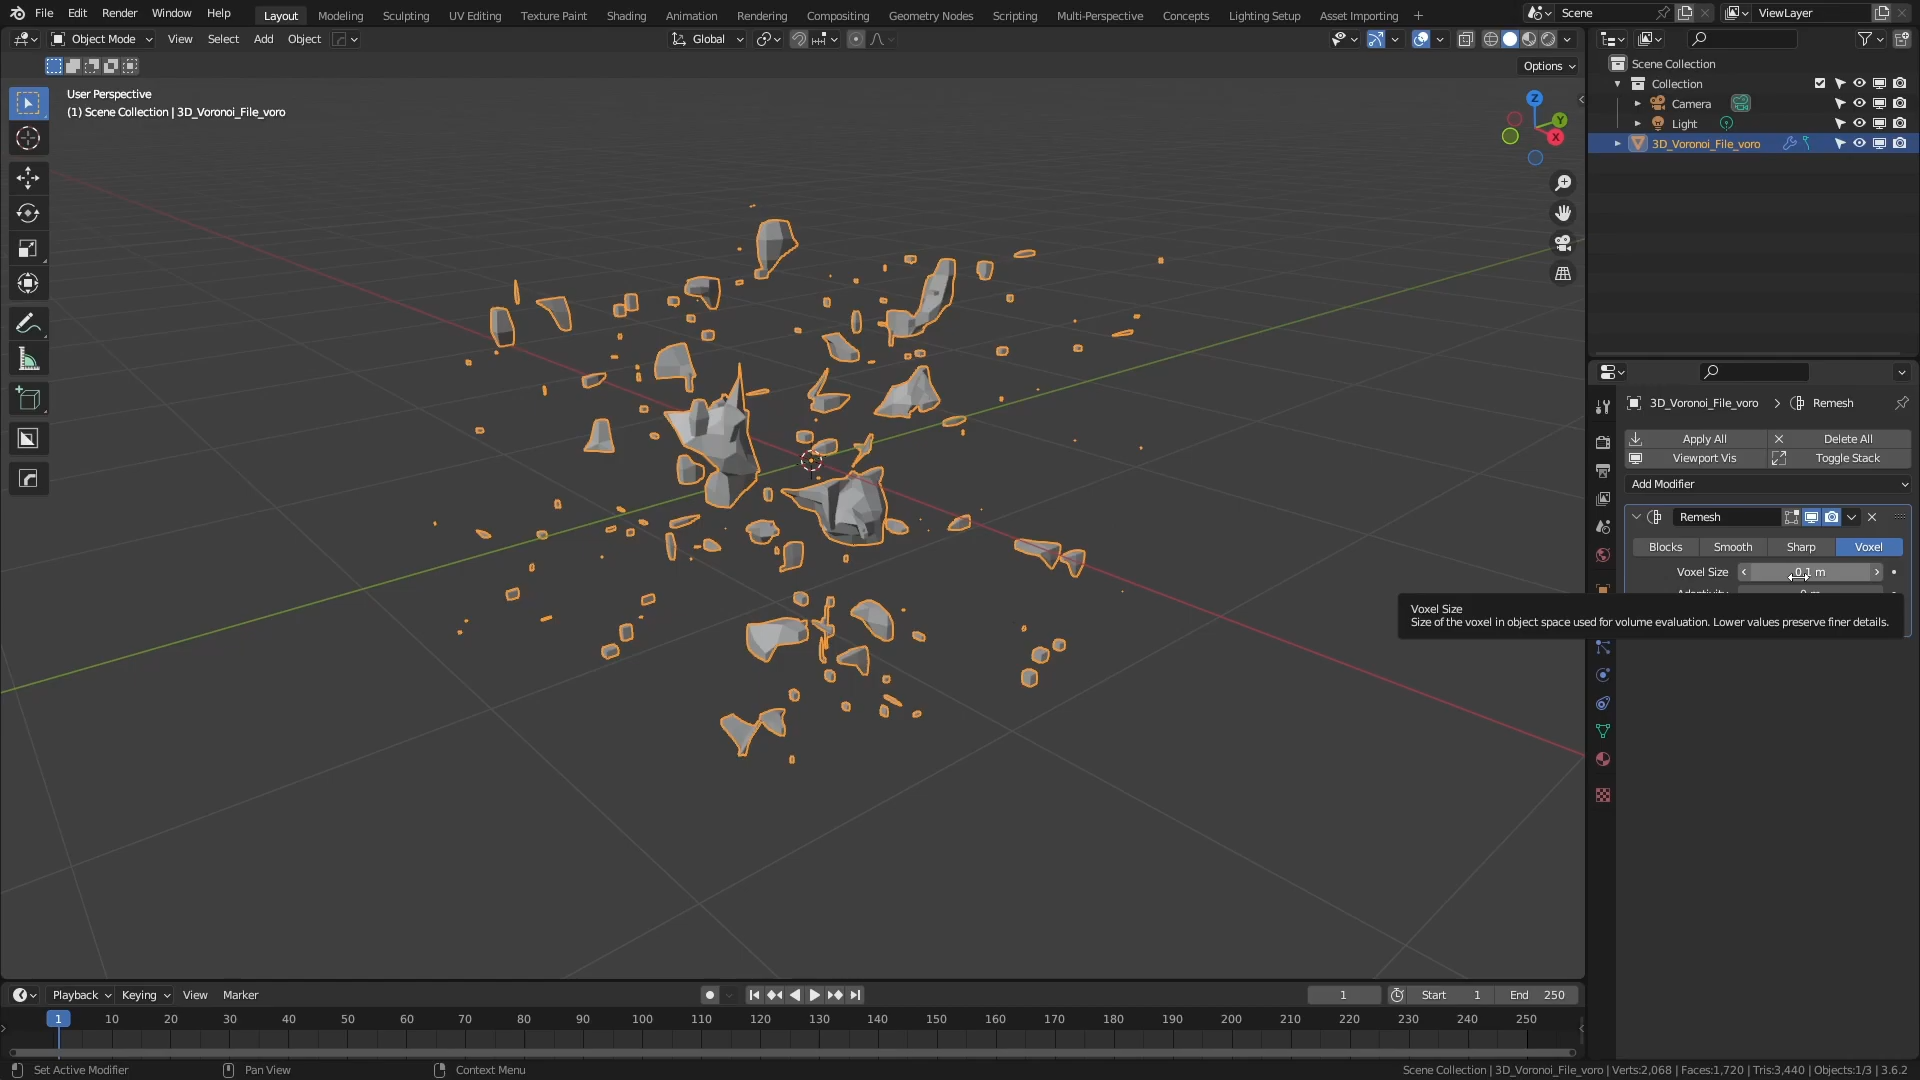 File Edit Render Window Help Layout Modeling Sculpting UV Editing Texture Paint Shading Animation Rendering Compositing Geometry Nodes Scripting Multi-Perspective Concepts Lighting Setup Asset Importing + Scene ViewLayer
Object Mode View Select Add Object Global
Options
User Perspective
(1) Scene Collection | 3D_Voronoi_File_voro
Z
Y
X
Scene Collection
Collection
Camera
Light
3D_Voronoi_File_voro
3D_Voronoi_File_voro > Remesh
Apply All Delete All
Viewport Vis Toggle Stack
Add Modifier
Remesh
Blocks Smooth Sharp Voxel
Voxel Size 0.1 m
Voxel Size
Size of the voxel in object space used for volume evaluation. Lower values preserve finer details.
Playback Keying View Marker 1 Start 1 End 250
1 10 20 30 40 50 60 70 80 90 100 110 120 130 140 150 160 170 180 190 200 210 220 230 240 250
Set Active Modifier Pan View Context Menu Scene Collection | 3D_Voronoi_File_voro | Verts:2,068 | Faces:1,720 | Tris:3,440 | Objects:1/3 | 3.6.2